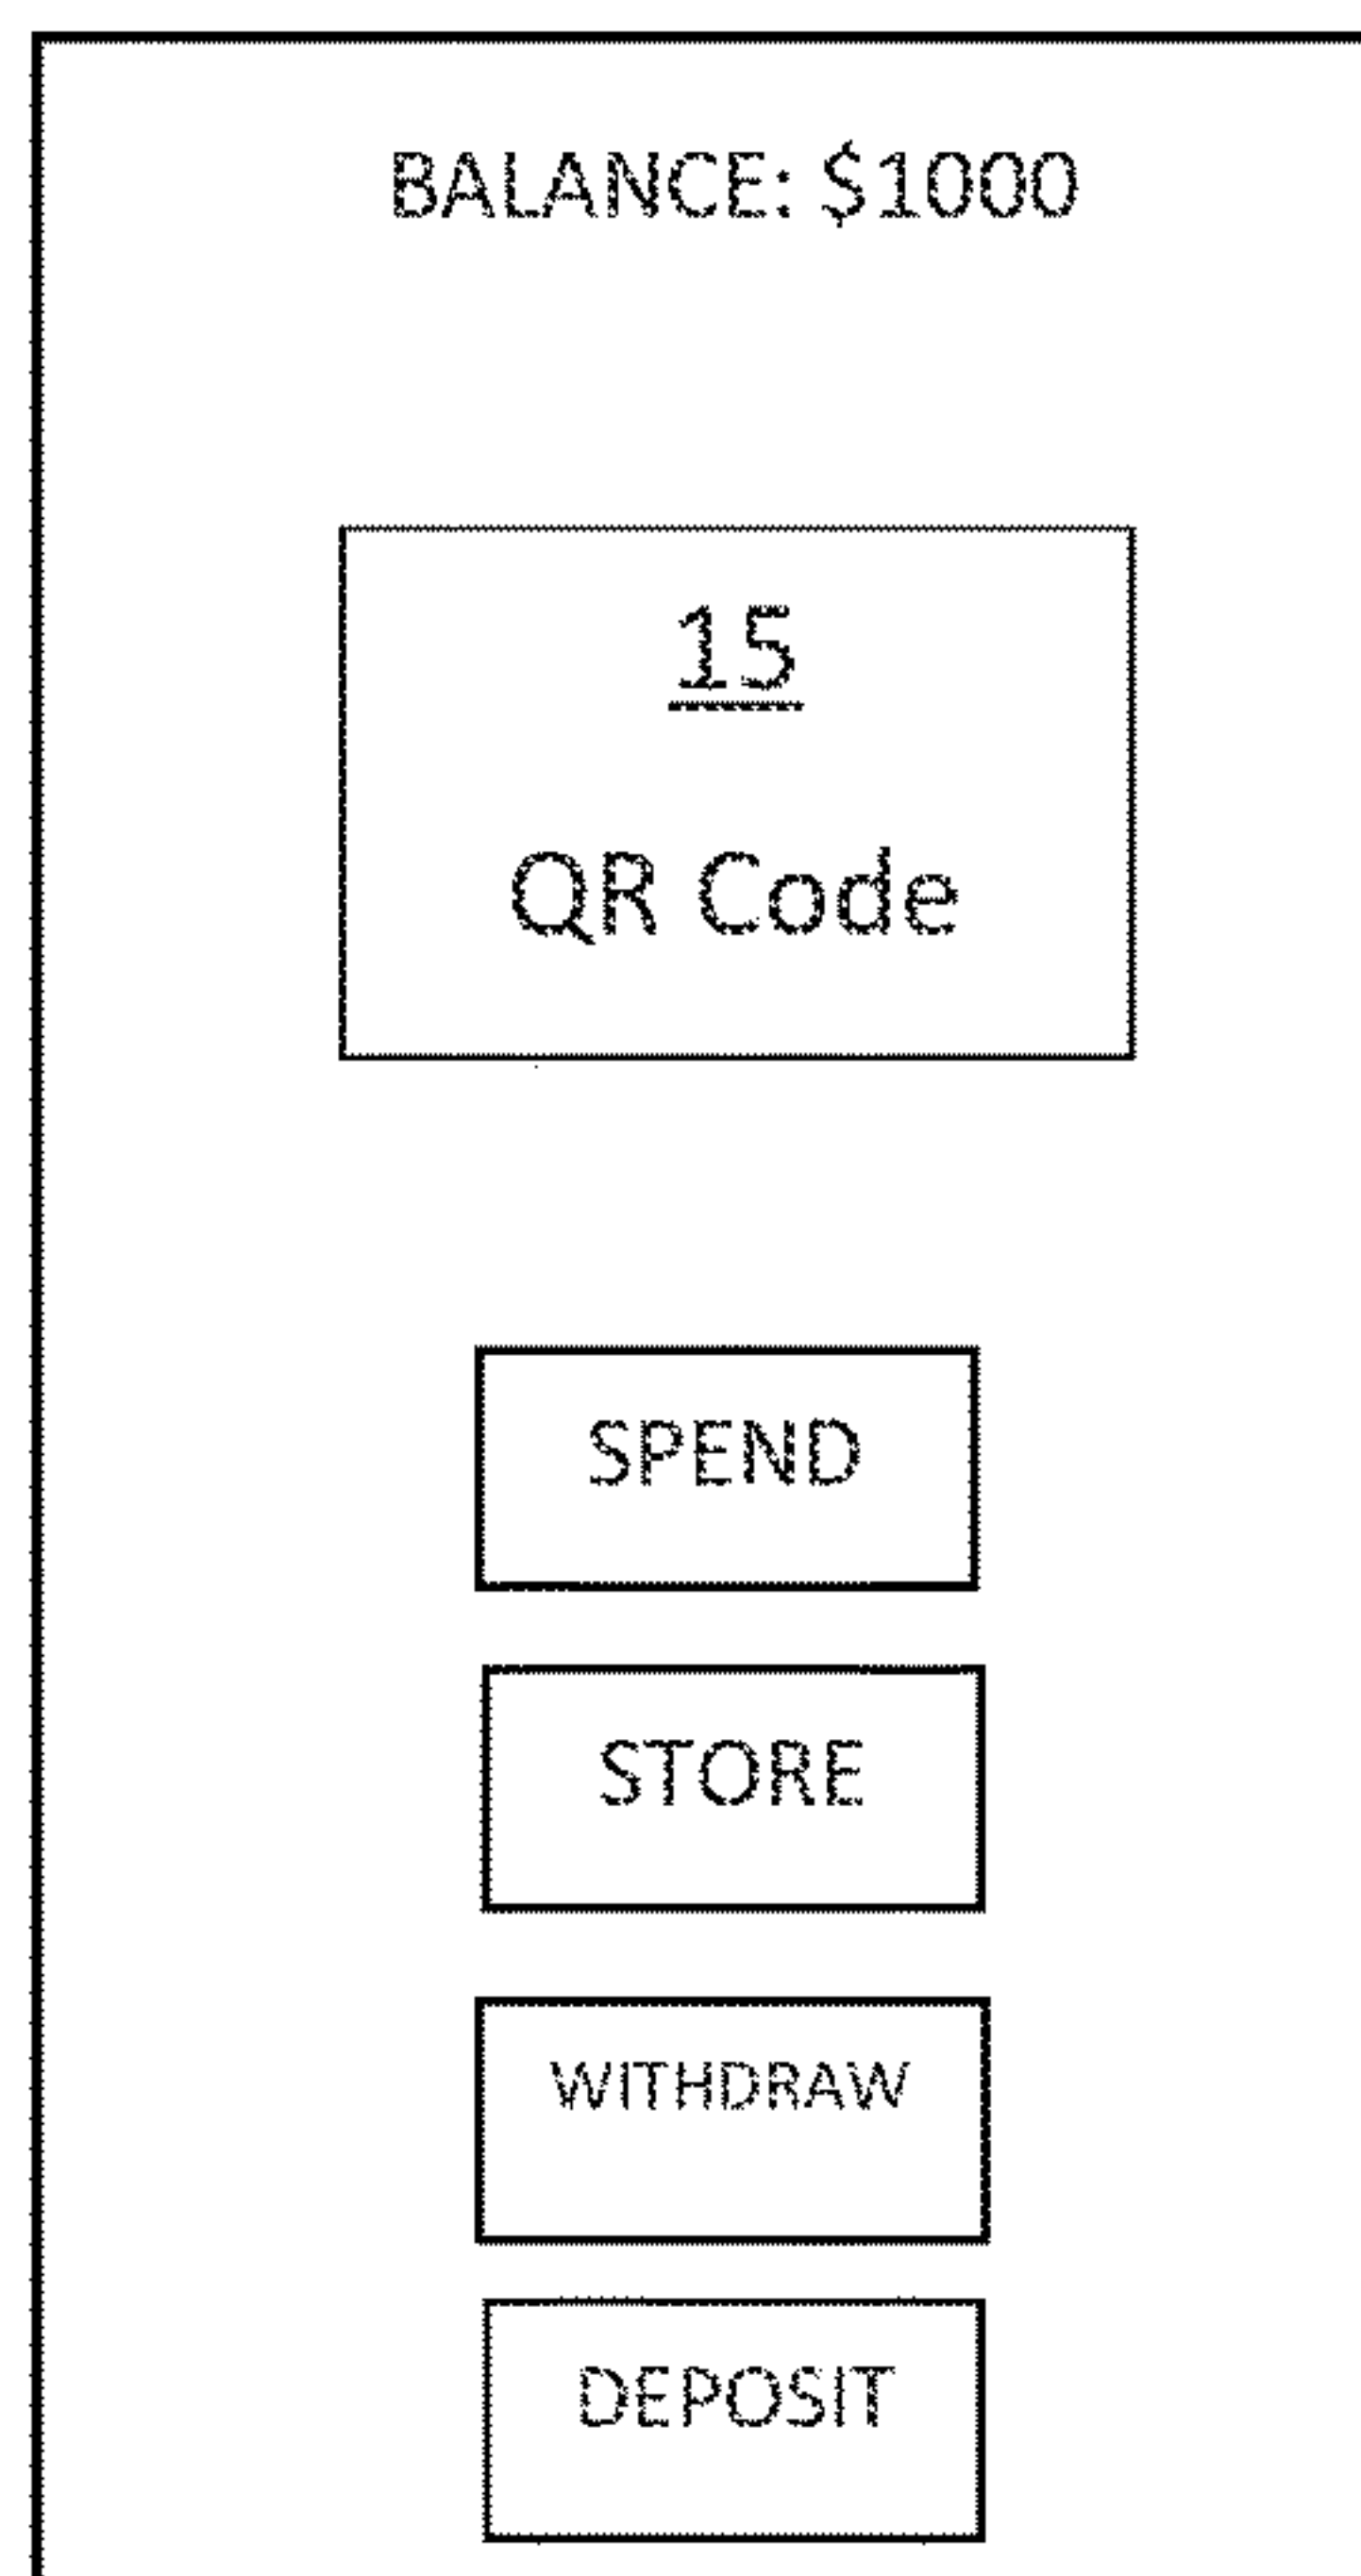 BALANCE: $1000
15
QR Code
SPEND
STORE
WITHDRAW
DEPOSIT